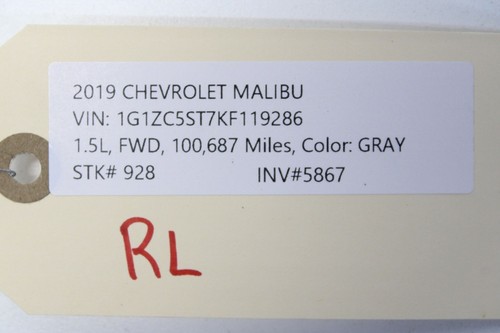 2019 CHEVROLET MALIBU
VIN: 1G1ZC5ST7KF119286
1.5L, FWD, 100,687 Miles, Color: GRAY
STK# 928 INV#5867
RL